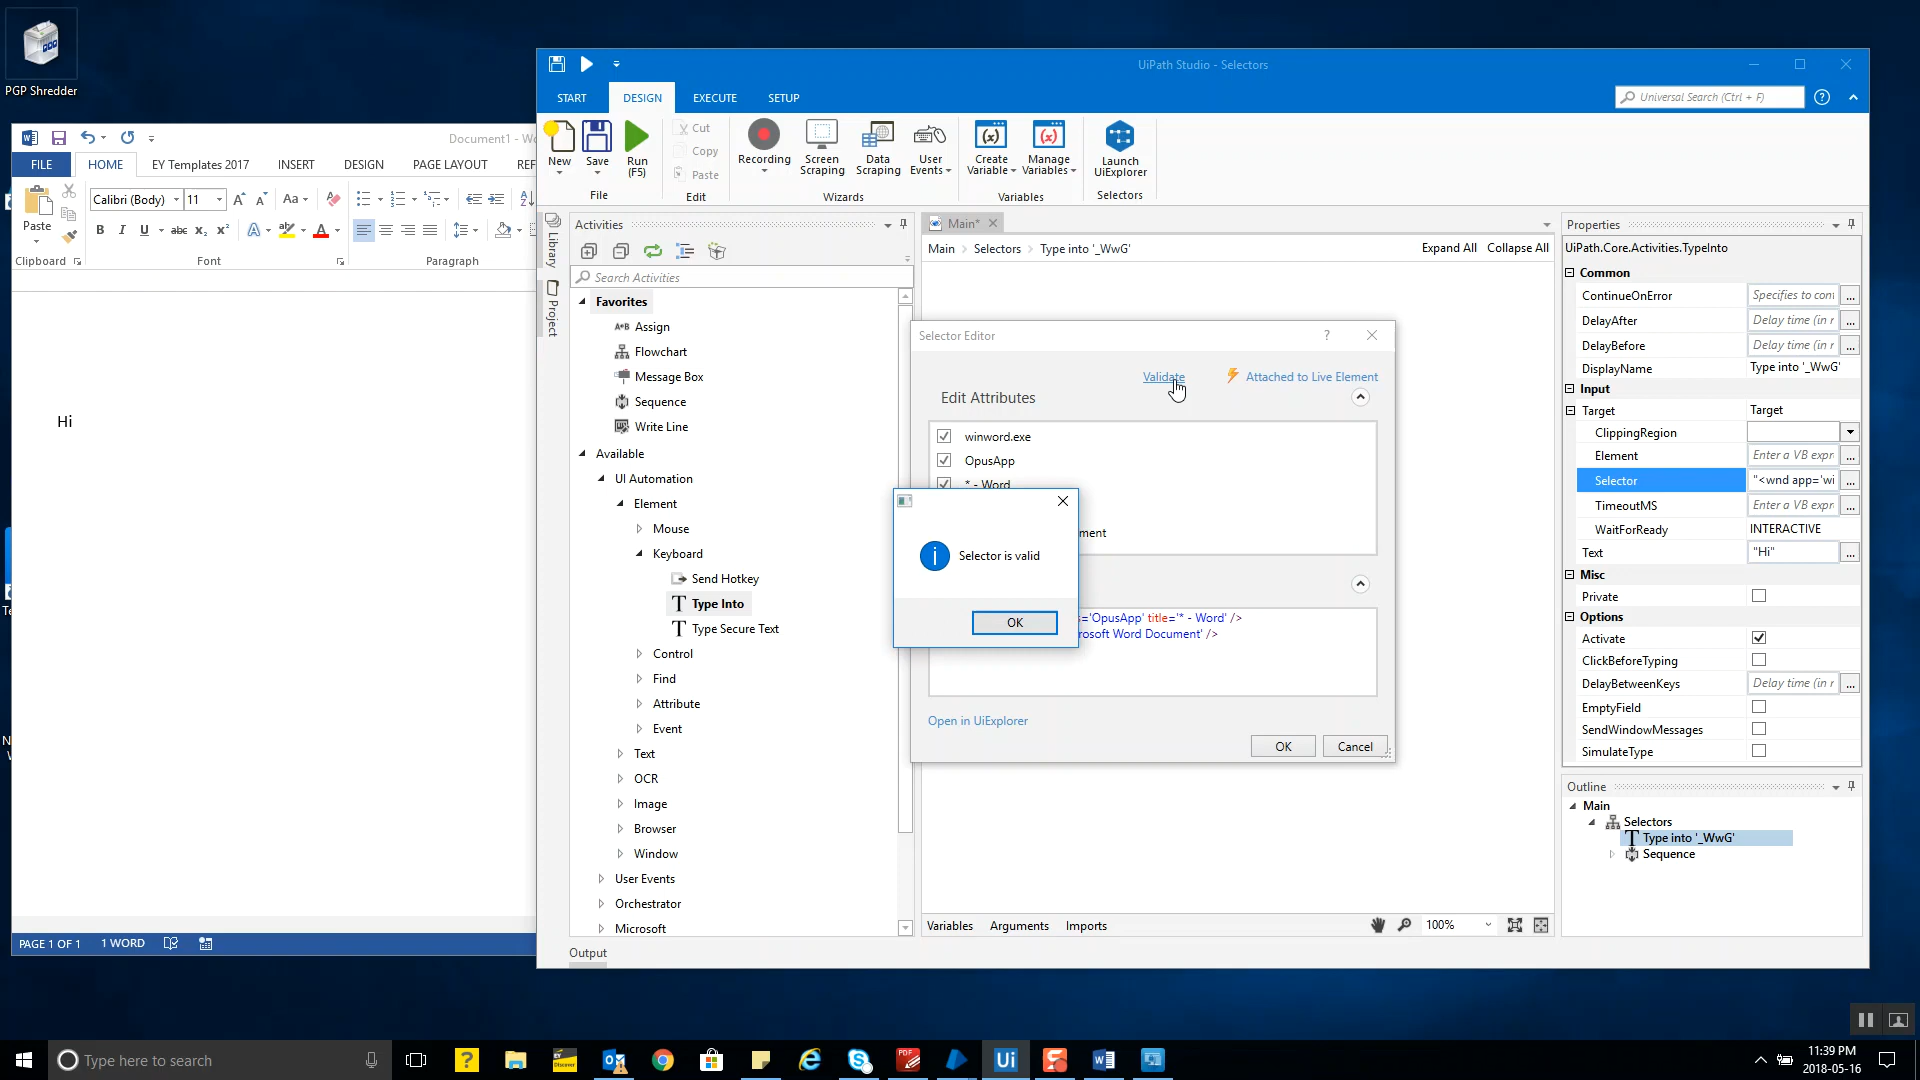 PGP Shredder
Document1 - Wo
FILE
HOME
EY Templates 2017
INSERT
DESIGN
PAGE LAYOUT
REF
Paste
Calibri (Body)
11
Clipboard
Font
Paragraph
Hi
PAGE 1 OF 1
1 WORD
UiPath Studio - Selectors
START
DESIGN
EXECUTE
SETUP
Universal Search (Ctrl + F)
New
Save
Run
(F5)
Cut
Copy
Paste
Recording
Screen
Scraping
Data
Scraping
User
Events
Create
Variable
Manage
Variables
Launch
UiExplorer
File
Edit
Wizards
Variables
Selectors
Library
Project
Activities
Search Activities
Favorites
Assign
Flowchart
Message Box
Sequence
Write Line
Available
UI Automation
Element
Mouse
Keyboard
Send Hotkey
Type Into
Type Secure Text
Control
Find
Attribute
Event
Text
OCR
Image
Browser
Window
User Events
Orchestrator
Microsoft
Output
Main*
Main
Selectors
Type into '_WwG'
Expand All
Collapse All
Selector Editor
?
Validate
Attached to Live Element
Edit Attributes
winword.exe
OpusApp
* - Word
ment
Selector is valid
OK
s='OpusApp' title='* - Word' />
rosoft Word Document' />
Open in UiExplorer
OK
Cancel
Variables
Arguments
Imports
100%
Properties
UiPath.Core.Activities.TypeInto
Common
ContinueOnError
Specifies to cont
DelayAfter
Delay time (in r
DelayBefore
Delay time (in r
DisplayName
Type into '_WwG'
Input
Target
Target
ClippingRegion
Element
Enter a VB expr
Selector
"<wnd app='wi
TimeoutMS
Enter a VB expr
WaitForReady
INTERACTIVE
Text
"Hi"
Misc
Private
Options
Activate
ClickBeforeTyping
DelayBetweenKeys
Delay time (in r
EmptyField
SendWindowMessages
SimulateType
Outline
Main
Selectors
Type into '_WwG'
Sequence
Type here to search
11:39 PM
2018-05-16